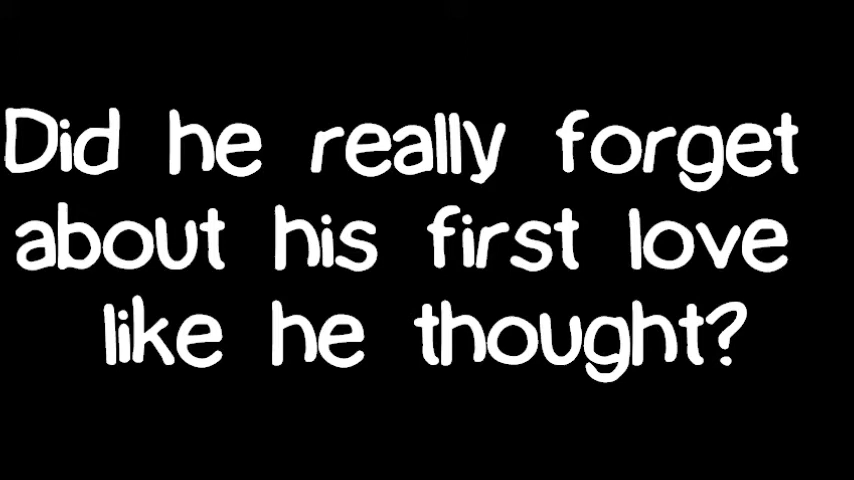 Did he really forget
about his first love
like he thought?